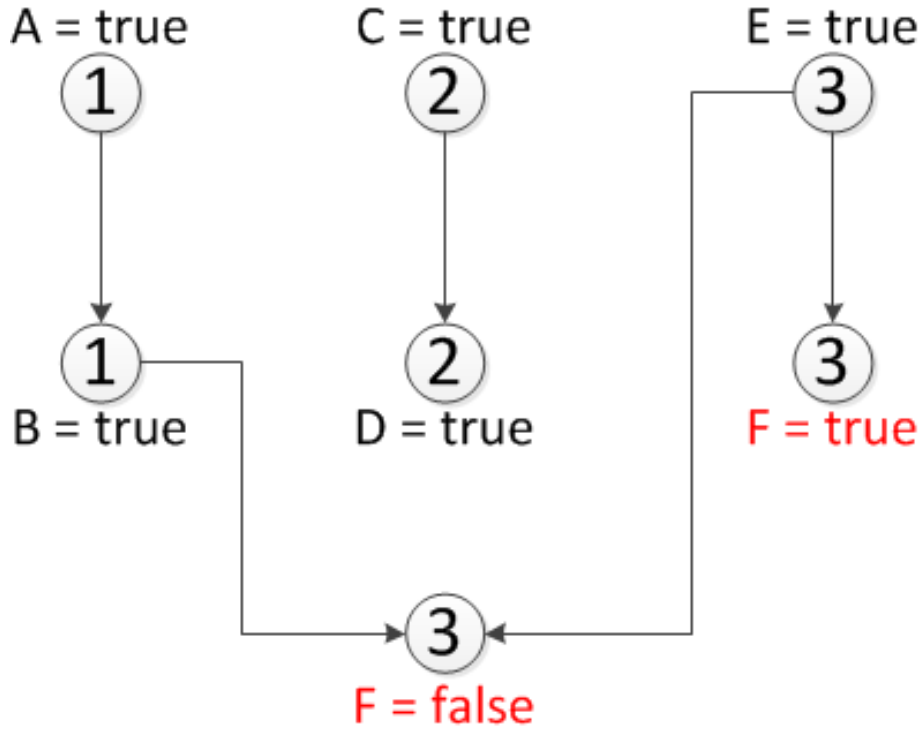 A = true C = true E = true
1 2 3
1 2 3
B = true D = true F = true
3
F = false